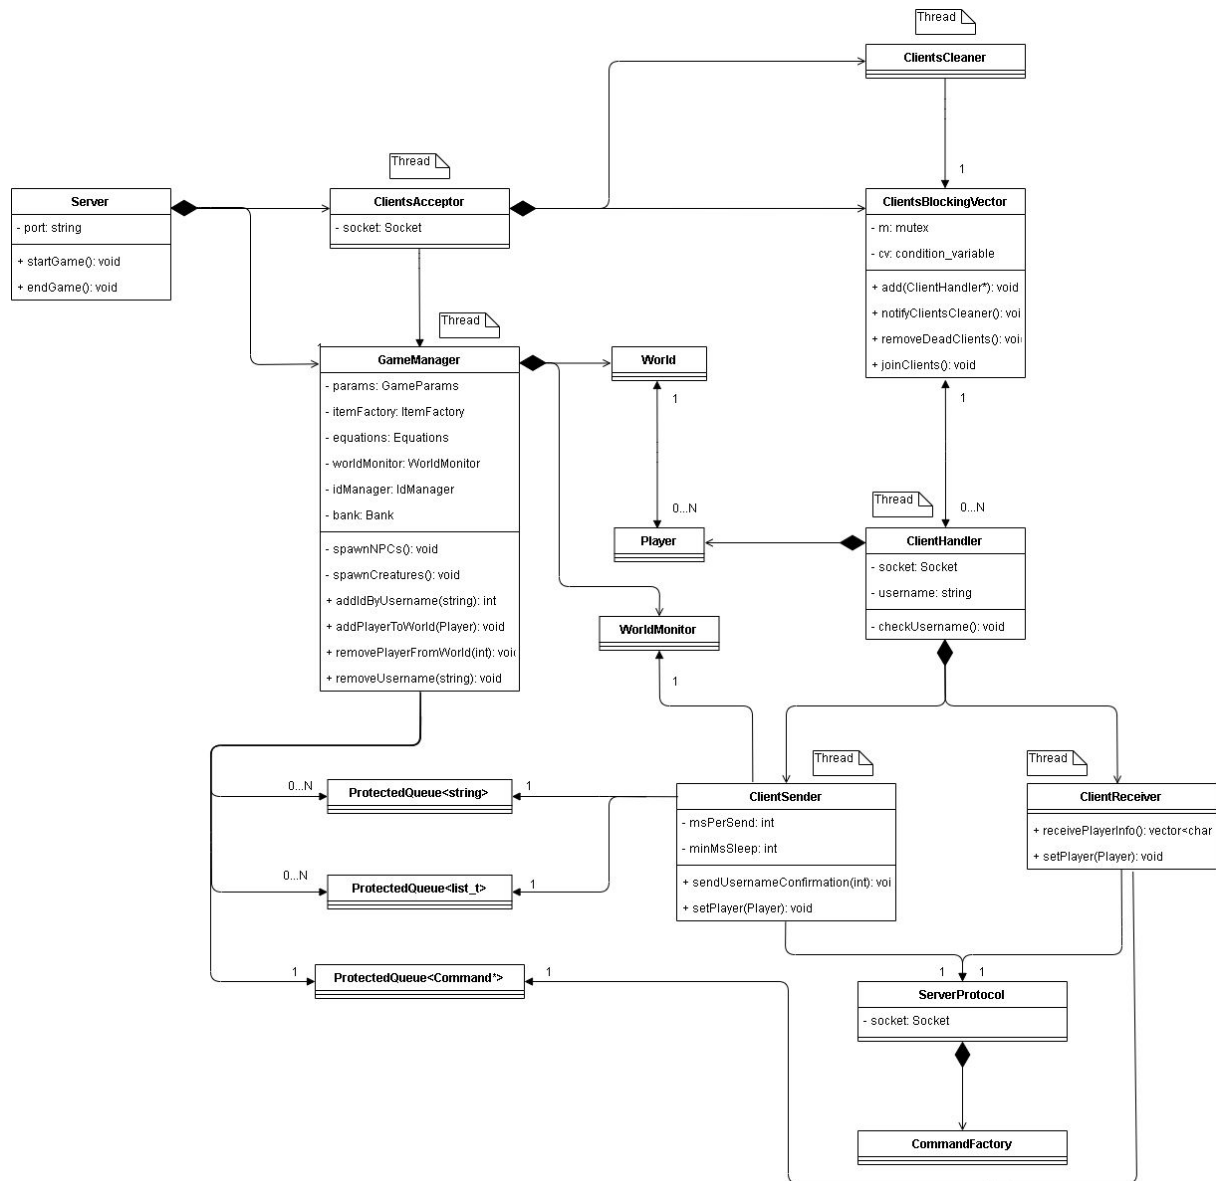 Thread
ClientsCleaner
Thread
1
Server
- port: string
+ startGame(): void
+ endGame(): void
ClientsAcceptor
- socket: Socket
ClientsBlockingVector
- m: mutex
- cv: condition_variable
+ add(ClientHandler*): void
+ notifyClientsCleaner(): voi
+ removeDeadClients(): voi
+ joinClients(): void
Thread
1
GameManager
- params: GameParams
- itemFactory: ItemFactory
- equations: Equations
- worldMonitor: WorldMonitor
- idManager: IdManager
- bank: Bank
- spawnNPCs(): void
- spawnCreatures(): void
+ addIdByUsername(string): int
+ addPlayerToWorld(Player): void
+ removePlayerFromWorld(int): voi
+ removeUsername(string): void
World
1
1
0...N
Thread
0...N
Player
ClientHandler
- socket: Socket
- username: string
- checkUsername(): void
WorldMonitor
1
Thread
Thread
0...N
ProtectedQueue<string>
1
ClientSender
- msPerSend: int
- minMsSleep: int
+ sendUsernameConfirmation(int): voi
+ setPlayer(Player): void
ClientReceiver
+ receivePlayerInfo(): vector<char
+ setPlayer(Player): void
0...N
ProtectedQueue<list_t>
1
1
ProtectedQueue<Command*>
1
1
1
ServerProtocol
- socket: Socket
CommandFactory